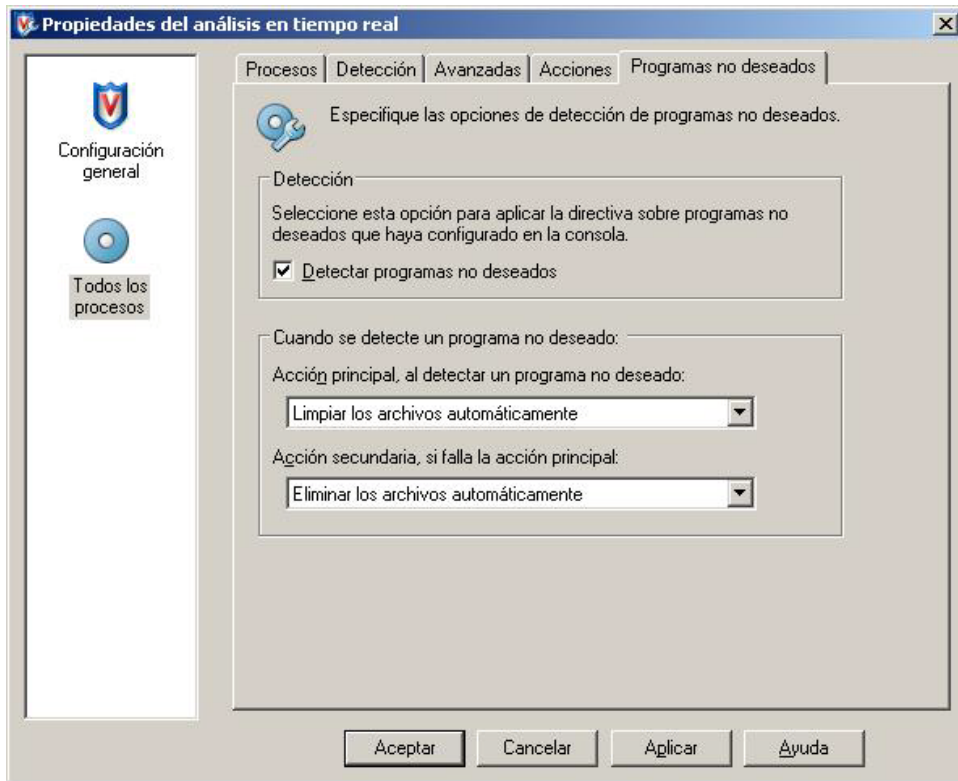 Propiedades del análisis en tiempo real
Configuración
general
Todos los
procesos
Procesos
Detección
Avanzadas
Acciones
Programas no deseados
Especifique las opciones de detección de programas no deseados.
Detección
Seleccione esta opción para aplicar la directiva sobre programas no
deseados que haya configurado en la consola.
Detectar programas no deseados
Cuando se detecte un programa no deseado:
Acción principal, al detectar un programa no deseado:
Limpiar los archivos automáticamente
Acción secundaria, si falla la acción principal:
Eliminar los archivos automáticamente
Aceptar
Cancelar
Aplicar
Ayuda